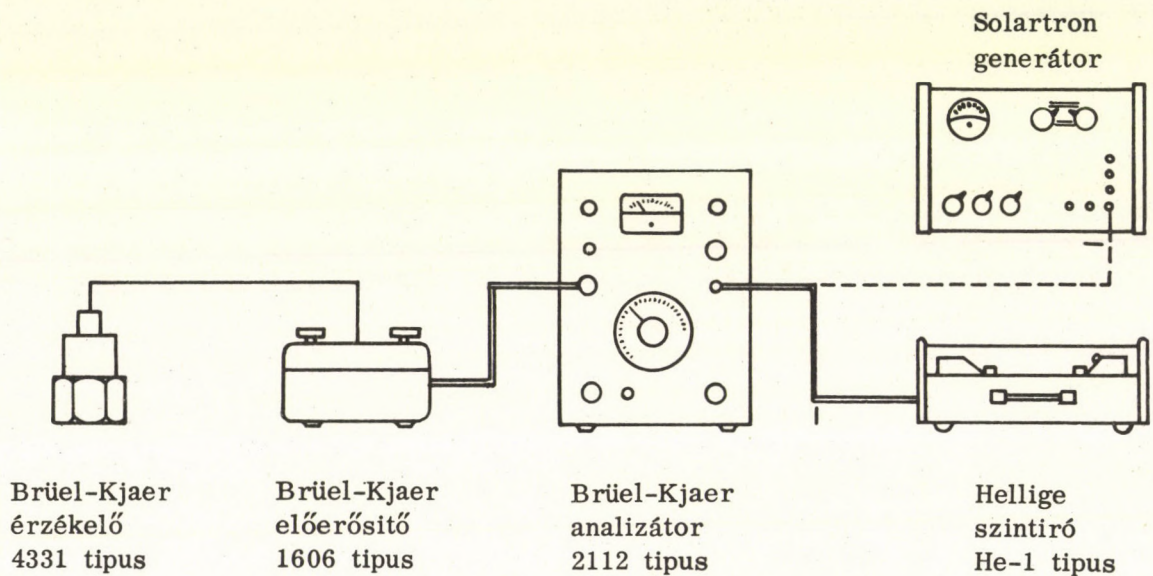 Solartron
generátor
Brüel-Kjaer
érzékelő
4331 tipus
Brüel-Kjaer
előerősitő
1606 tipus
Brüel-Kjaer
analizátor
2112 tipus
Hellige
szintiró
He-1 tipus